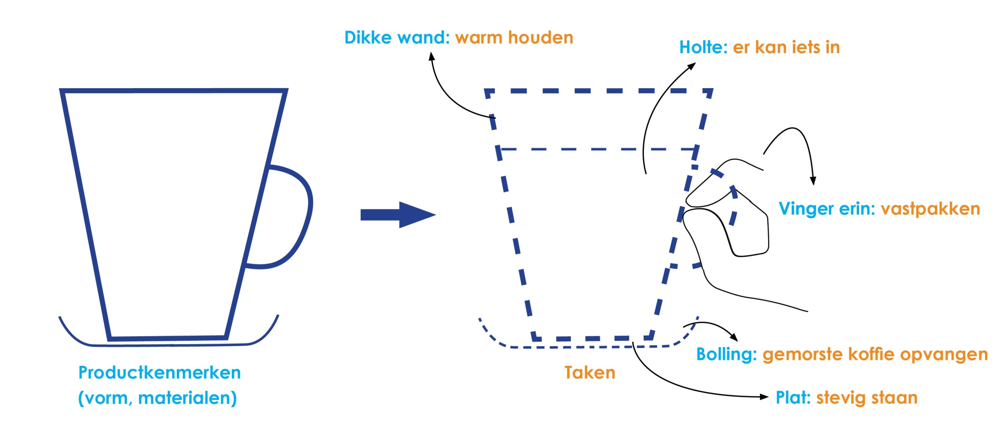 Dikke wand: warm houden
Holte: er kan iets in
Vinger erin: vastpakken
Bolling: gemorste koffie opvangen
Productkenmerken
(vorm, materialen)
Taken
Plat: stevig staan